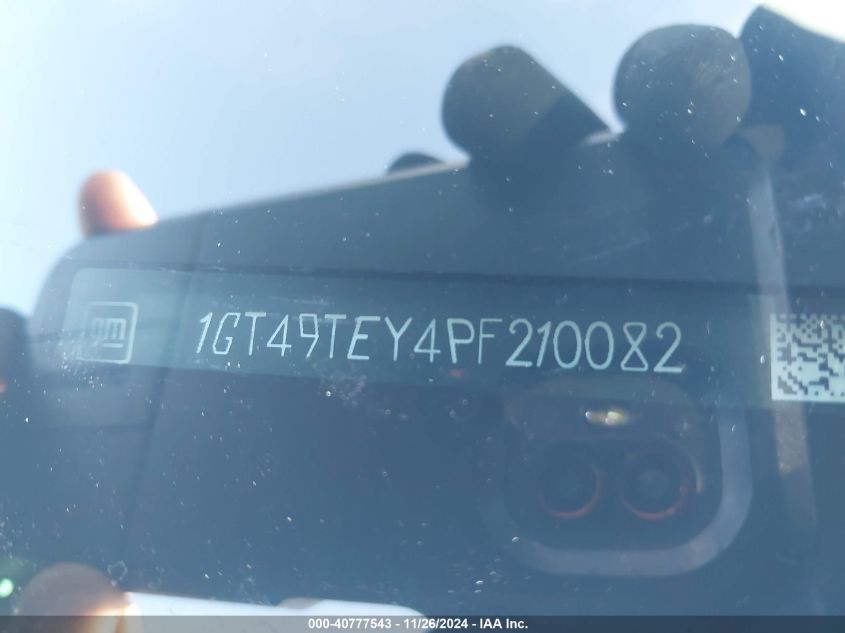 gm 1GT49TEY4PF210082
000-40777543 - 11/26/2024 - IAA Inc.